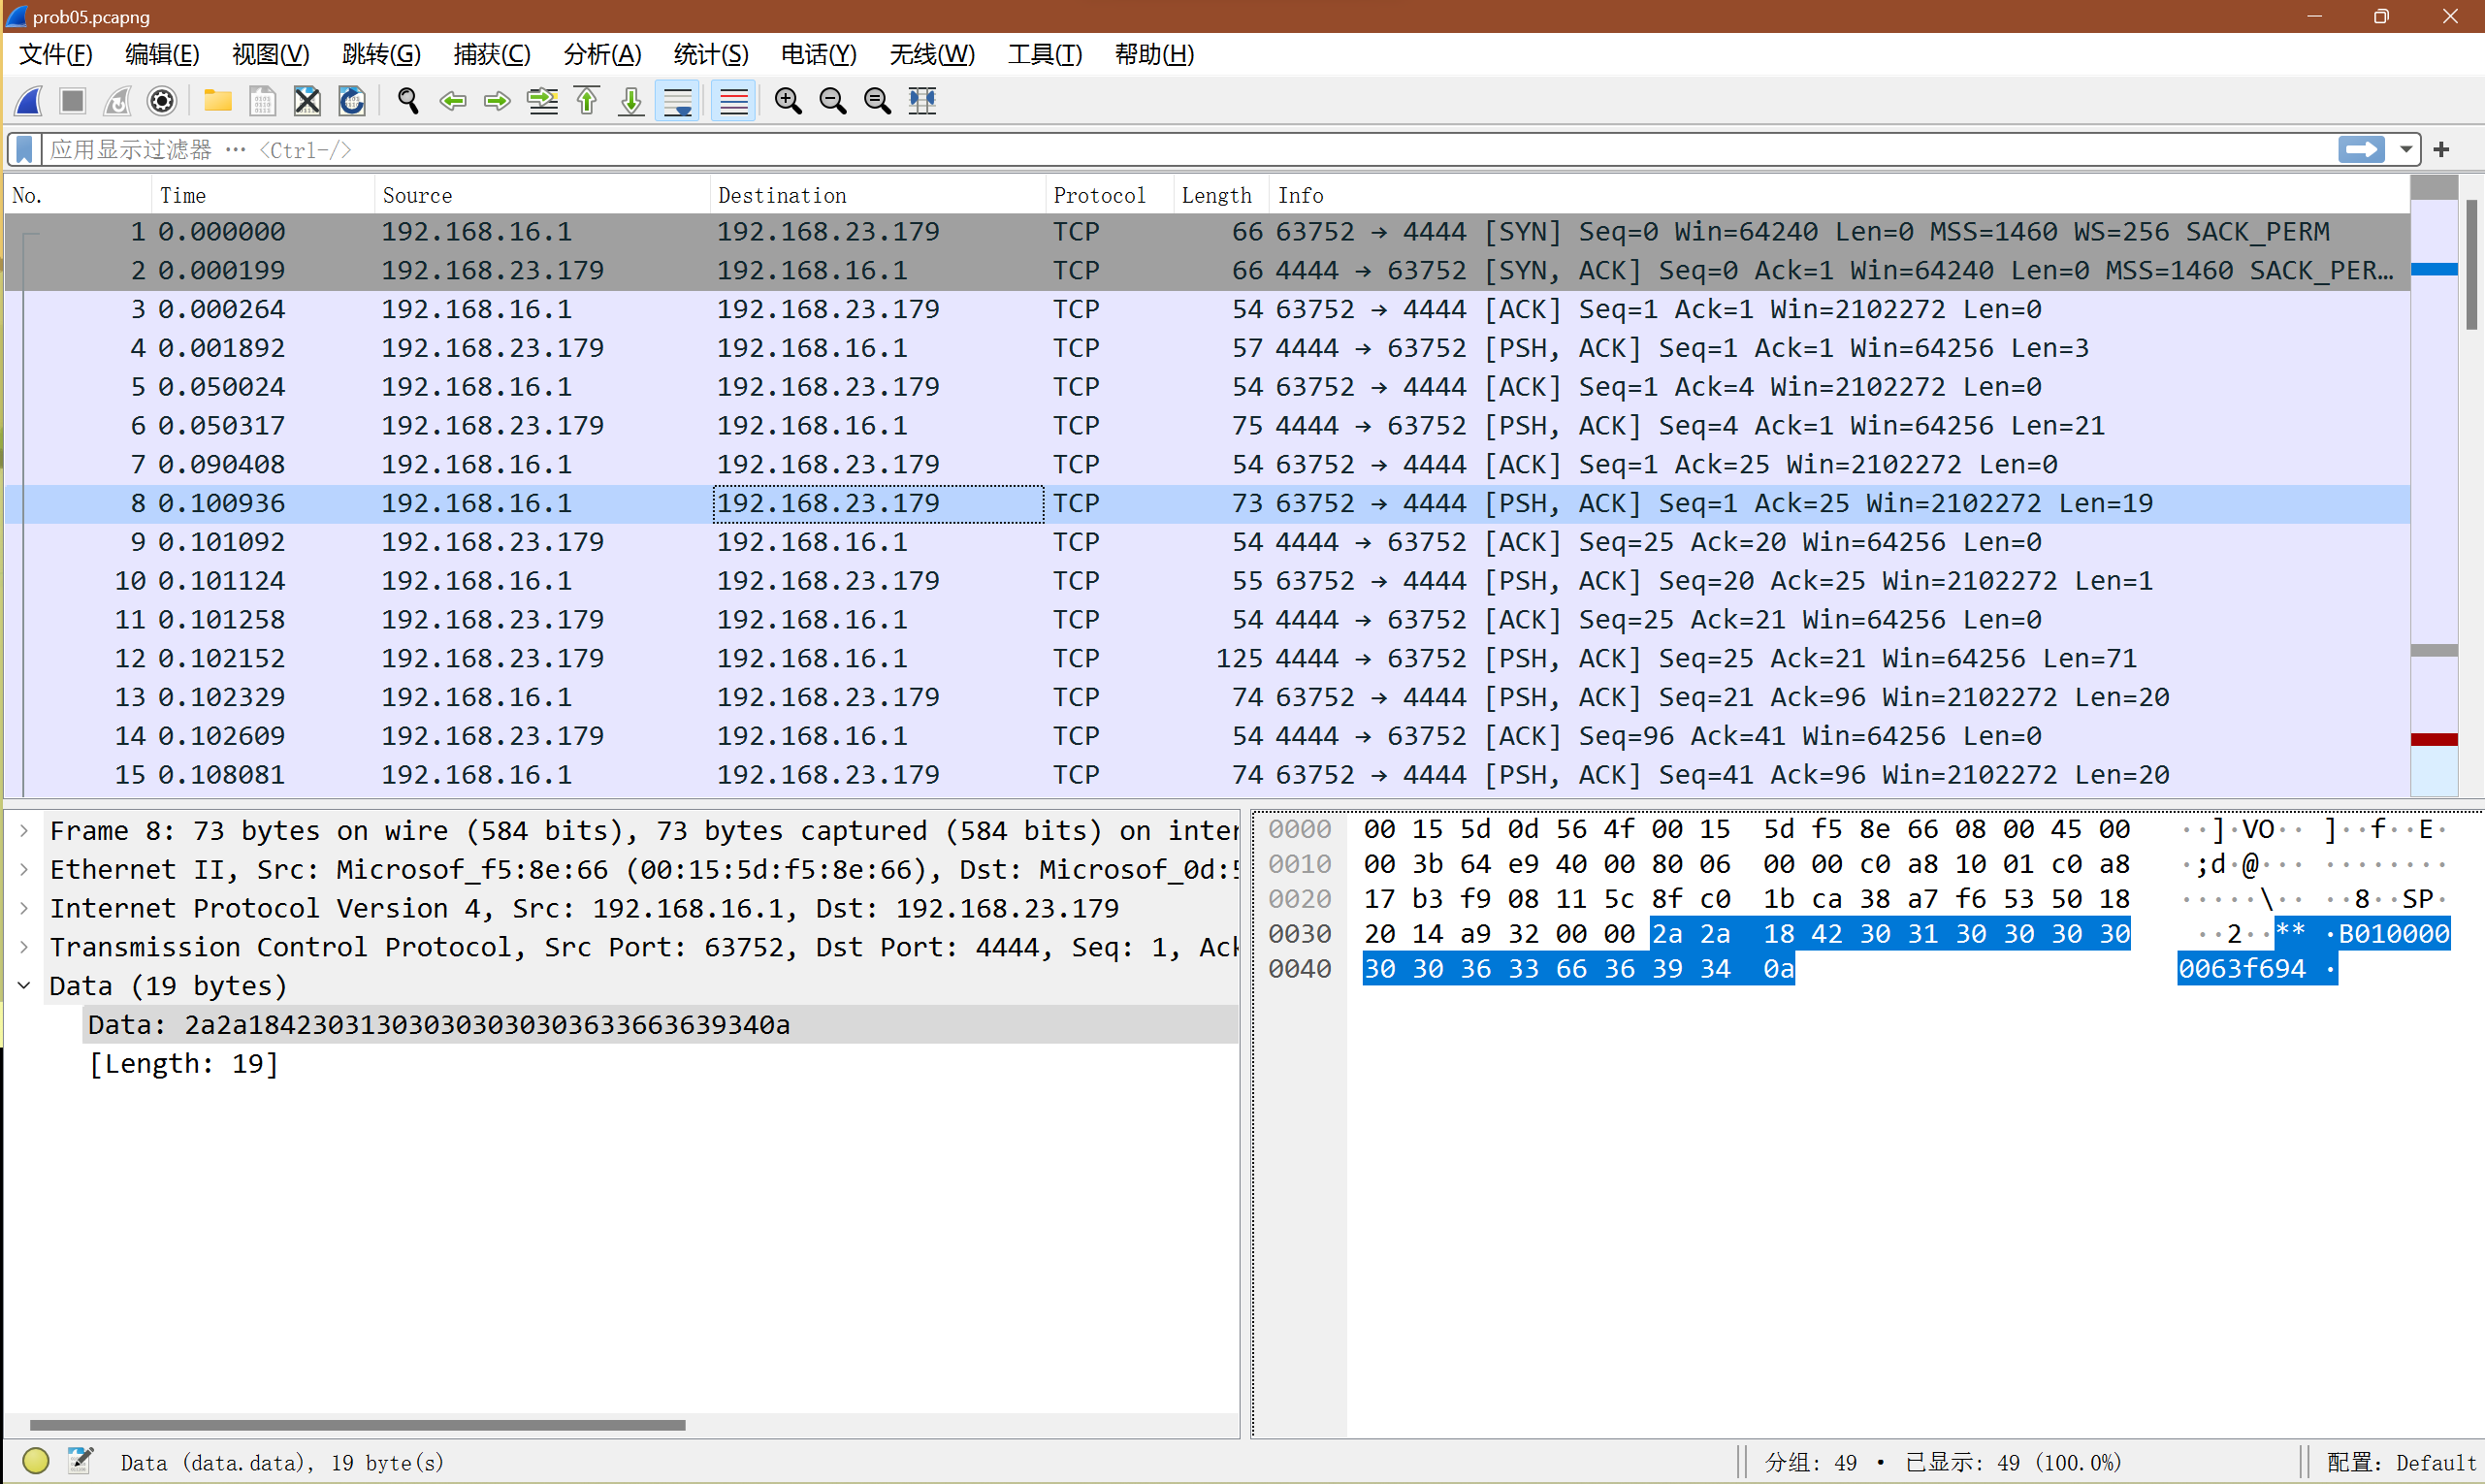 prob05.pcapng
文件(F) 编辑(E) 视图(V) 跳转(G) 捕获(C) 分析(A) 统计(S) 电话(Y) 无线(W) 工具(T) 帮助(H)
应用显示过滤器 ⋯ <Ctrl-/>
No. Time Source Destination Protocol Length Info
1 0.000000 192.168.16.1 192.168.23.179 TCP 66 63752 → 4444 [SYN] Seq=0 Win=64240 Len=0 MSS=1460 WS=256 SACK_PERM
2 0.000199 192.168.23.179 192.168.16.1 TCP 66 4444 → 63752 [SYN, ACK] Seq=0 Ack=1 Win=64240 Len=0 MSS=1460 SACK_PER…
3 0.000264 192.168.16.1 192.168.23.179 TCP 54 63752 → 4444 [ACK] Seq=1 Ack=1 Win=2102272 Len=0
4 0.001892 192.168.23.179 192.168.16.1 TCP 57 4444 → 63752 [PSH, ACK] Seq=1 Ack=1 Win=64256 Len=3
5 0.050024 192.168.16.1 192.168.23.179 TCP 54 63752 → 4444 [ACK] Seq=1 Ack=4 Win=2102272 Len=0
6 0.050317 192.168.23.179 192.168.16.1 TCP 75 4444 → 63752 [PSH, ACK] Seq=4 Ack=1 Win=64256 Len=21
7 0.090408 192.168.16.1 192.168.23.179 TCP 54 63752 → 4444 [ACK] Seq=1 Ack=25 Win=2102272 Len=0
8 0.100936 192.168.16.1 192.168.23.179 TCP 73 63752 → 4444 [PSH, ACK] Seq=1 Ack=25 Win=2102272 Len=19
9 0.101092 192.168.23.179 192.168.16.1 TCP 54 4444 → 63752 [ACK] Seq=25 Ack=20 Win=64256 Len=0
10 0.101124 192.168.16.1 192.168.23.179 TCP 55 63752 → 4444 [PSH, ACK] Seq=20 Ack=25 Win=2102272 Len=1
11 0.101258 192.168.23.179 192.168.16.1 TCP 54 4444 → 63752 [ACK] Seq=25 Ack=21 Win=64256 Len=0
12 0.102152 192.168.23.179 192.168.16.1 TCP 125 4444 → 63752 [PSH, ACK] Seq=25 Ack=21 Win=64256 Len=71
13 0.102329 192.168.16.1 192.168.23.179 TCP 74 63752 → 4444 [PSH, ACK] Seq=21 Ack=96 Win=2102272 Len=20
14 0.102609 192.168.23.179 192.168.16.1 TCP 54 4444 → 63752 [ACK] Seq=96 Ack=41 Win=64256 Len=0
15 0.108081 192.168.16.1 192.168.23.179 TCP 74 63752 → 4444 [PSH, ACK] Seq=41 Ack=96 Win=2102272 Len=20
Frame 8: 73 bytes on wire (584 bits), 73 bytes captured (584 bits) on inter
Ethernet II, Src: Microsof_f5:8e:66 (00:15:5d:f5:8e:66), Dst: Microsof_0d:5
Internet Protocol Version 4, Src: 192.168.16.1, Dst: 192.168.23.179
Transmission Control Protocol, Src Port: 63752, Dst Port: 4444, Seq: 1, Ack
Data (19 bytes)
Data: 2a2a18423031303030303030363366363939340a
[Length: 19]
0000 00 15 5d 0d 56 4f 00 15 5d f5 8e 66 08 00 45 00 ··]·VO·· ]··f··E·
0010 00 3b 64 e9 40 00 80 06 00 00 c0 a8 10 01 c0 a8 ·;d·@··· ········
0020 17 b3 f9 08 11 5c 8f c0 1b ca 38 a7 f6 53 50 18 ·····\·· ··8··SP·
0030 20 14 a9 32 00 00 2a 2a 18 42 30 31 30 30 30 30 ··2··** ·B010000
0040 30 30 36 33 66 36 39 34 0a 0063f694 ·
Data (data.data), 19 byte(s)
分组: 49 · 已显示: 49 (100.0%)
配置: Default